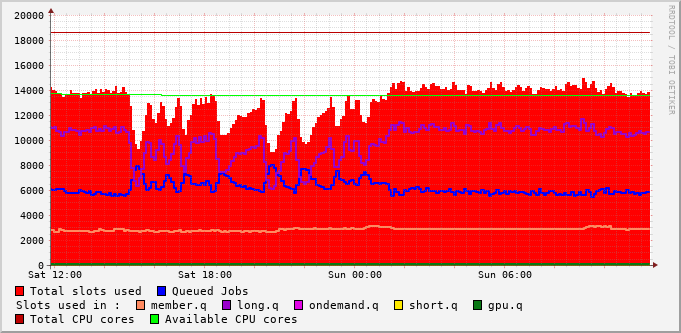 20000
18000
16000
14000
12000
10000
8000
6000
4000
2000
0
Sat 12:00 Sat 18:00 Sun 00:00 Sun 06:00
RRDTOOL / TOBI OETIKER
Total slots used Queued Jobs
Slots used in : member.q long.q ondemand.q short.q gpu.q
Total CPU cores Available CPU cores